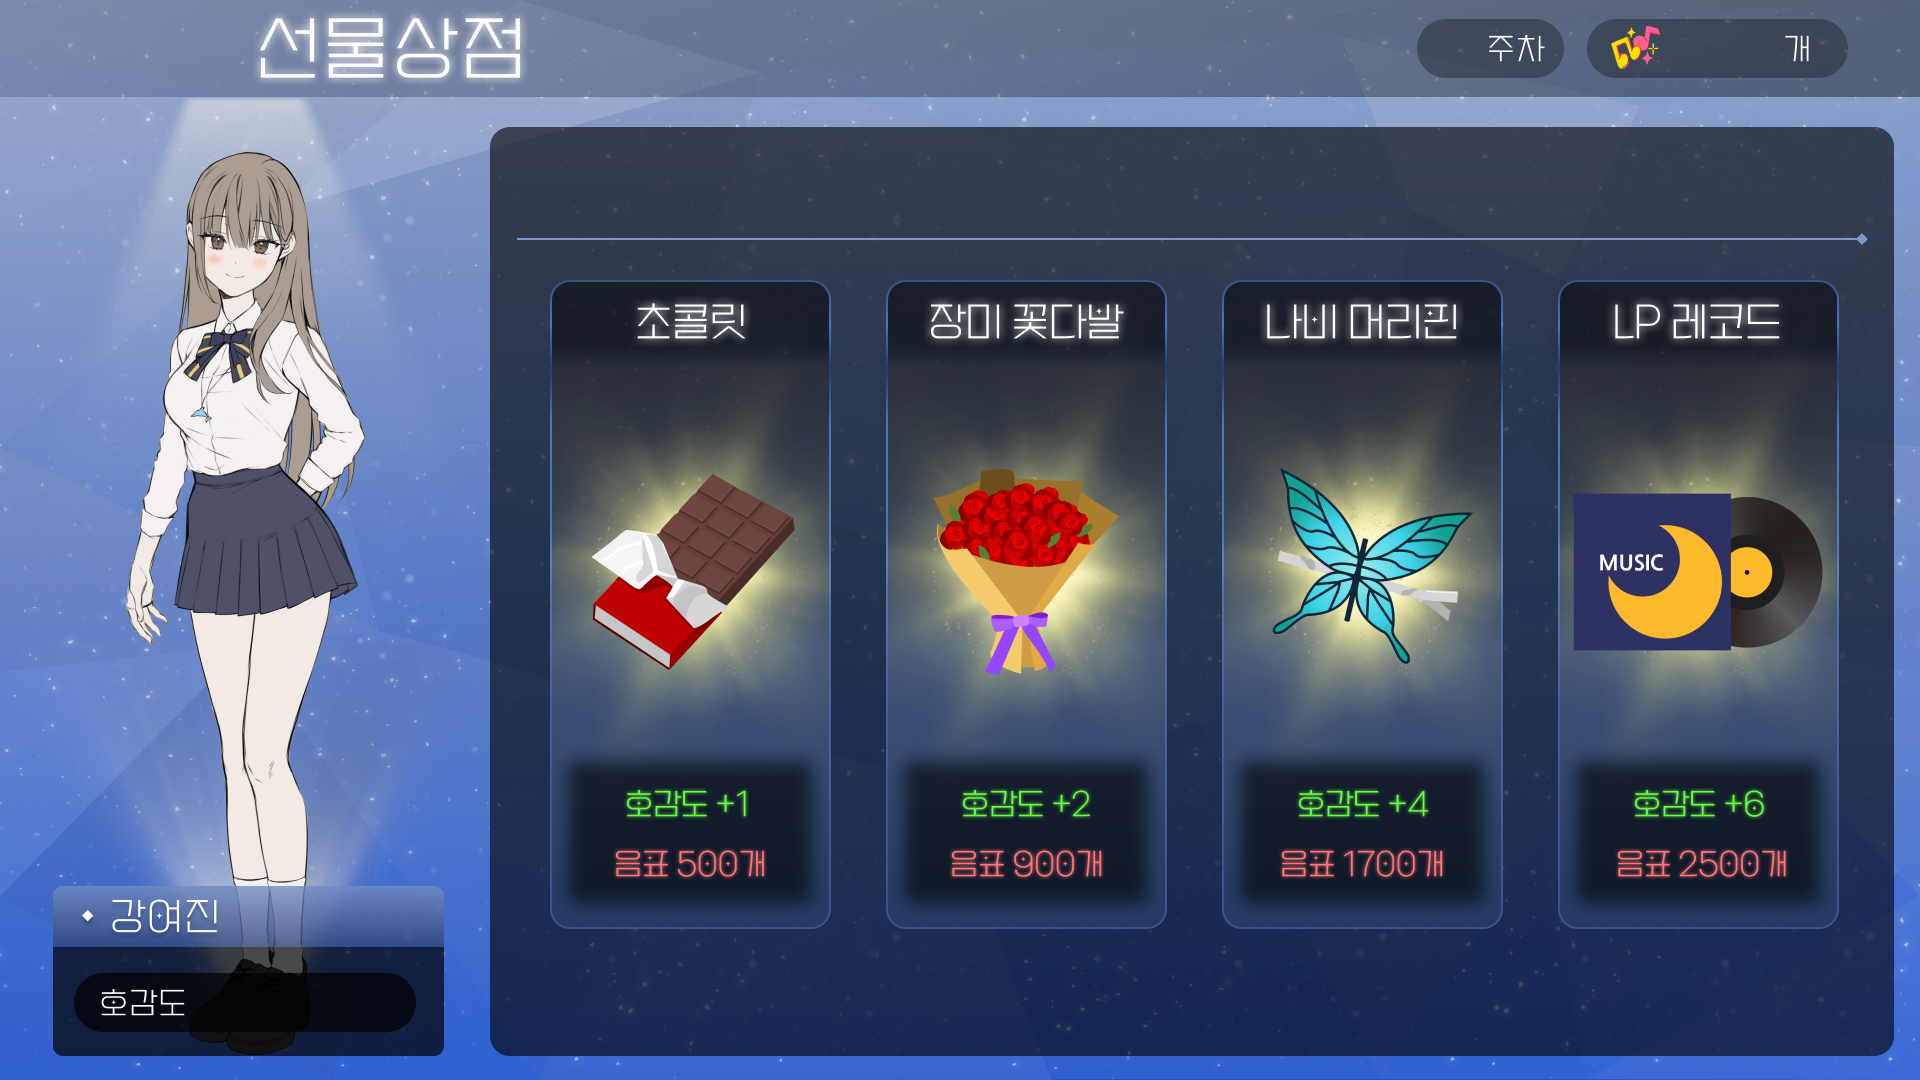 선물상점
주차
개
초콜릿
장미 꽃다발
나비 머리핀
LP 레코드
MUSIC
호감도 +1
음표 500개
호감도 +2
음표 900개
호감도 +4
음표 1700개
호감도 +6
음표 2500개
강여진
호감도